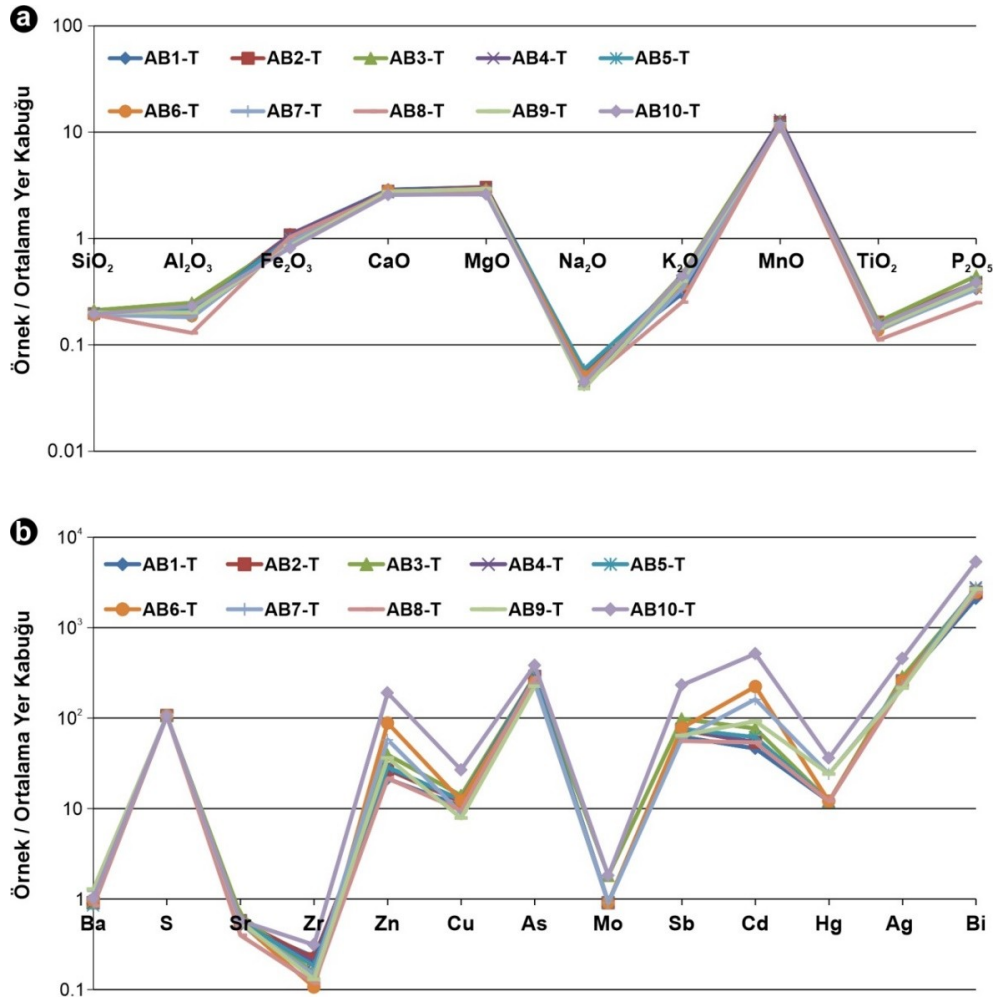 a
100
10
1
0.1
0.01
Örnek / Ortalama Yer Kabuğu
AB1-T AB2-T AB3-T AB4-T AB5-T
AB6-T AB7-T AB8-T AB9-T AB10-T
SiO₂ Al₂O₃ Fe₂O₃ CaO MgO Na₂O K₂O MnO TiO₂ P₂O₅
b
10⁴
10³
10²
10
1
0.1
Örnek / Ortalama Yer Kabuğu
AB1-T AB2-T AB3-T AB4-T AB5-T
AB6-T AB7-T AB8-T AB9-T AB10-T
Ba S Sr Zr Zn Cu As Mo Sb Cd Hg Ag Bi